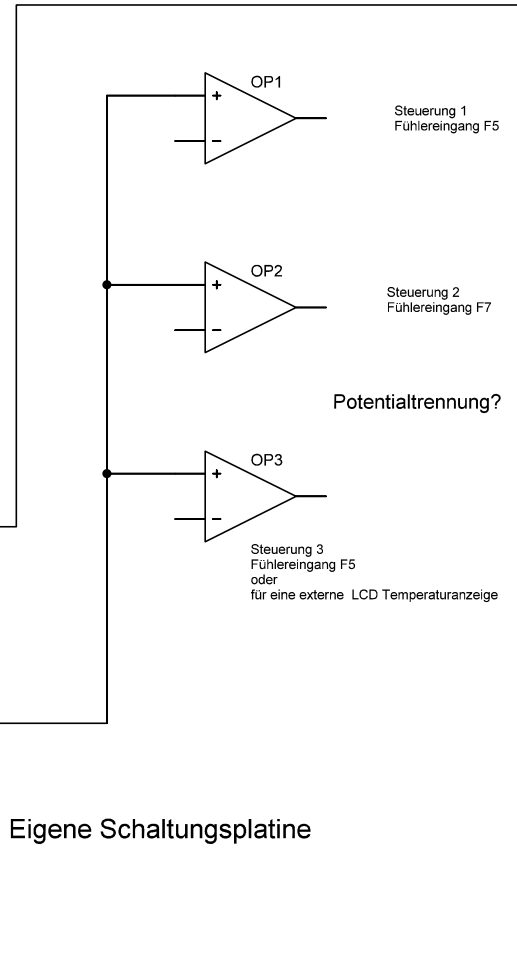 OP1
+
−
Steuerung 1
Fühlereingang F5
OP2
+
−
Steuerung 2
Fühlereingang F7
Potentialtrennung?
OP3
+
−
Steuerung 3
Fühlereingang F5
oder
für eine externe LCD Temperaturanzeige
Eigene Schaltungsplatine